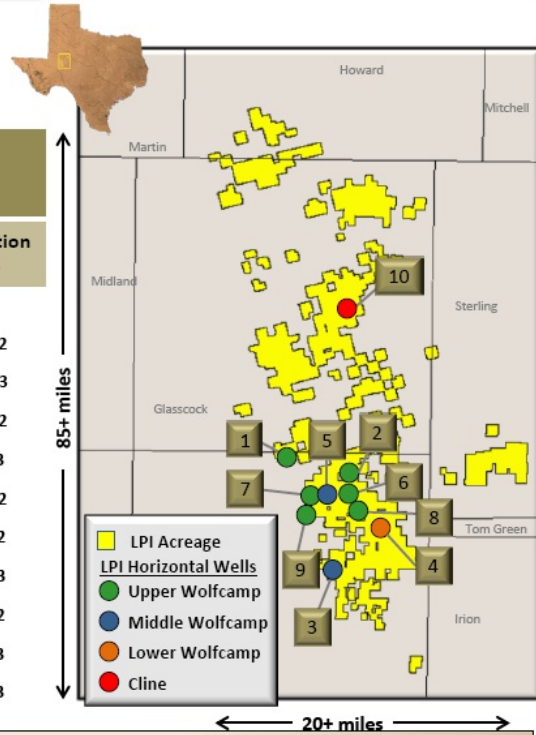 Howard
Mitchell
Martin
tion
10
Midland
Sterling
2
3
2
85+ miles
Glasscock
1
5
2
3
7
6
2
8
LPI Acreage
Tom Green
2
LPI Horizontal Wells
9
4
3
Upper Wolfcamp
Middle Wolfcamp
3
Irion
2
Lower Wolfcamp
3
Cline
3
20+ miles